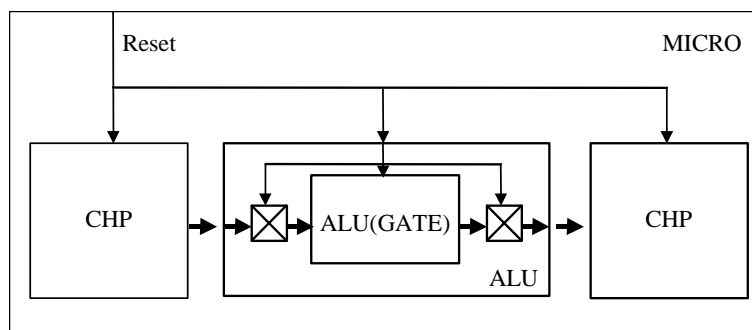 Reset
MICRO
CHP
ALU(GATE)
CHP
ALU